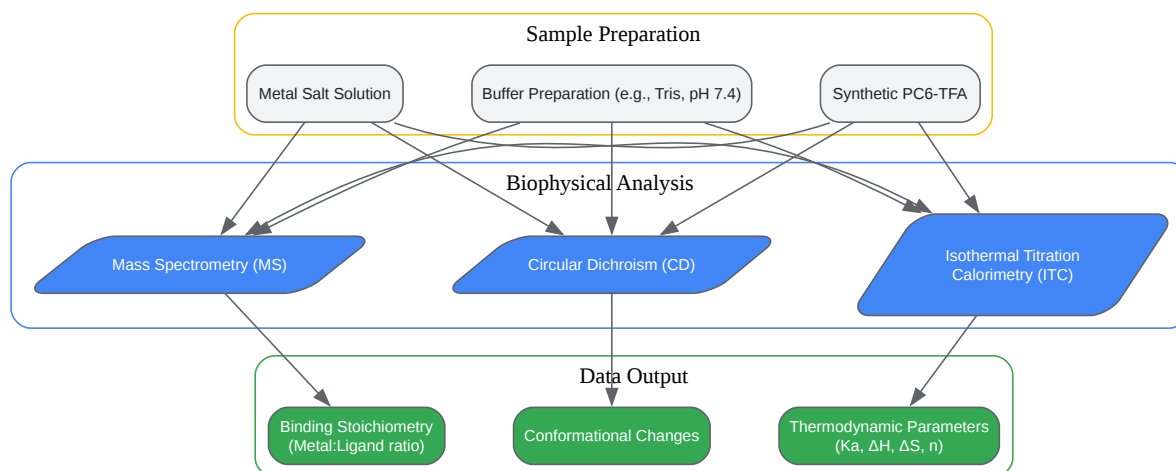 Sample Preparation
Metal Salt Solution
Buffer Preparation (e.g., Tris, pH 7.4)
Synthetic PC6-TFA
Biophysical Analysis
Mass Spectrometry (MS)
Circular Dichroism (CD)
Isothermal Titration
Calorimetry (ITC)
Data Output
Binding Stoichiometry
(Metal:Ligand ratio)
Conformational Changes
Thermodynamic Parameters
(Ka, ΔH, ΔS, n)